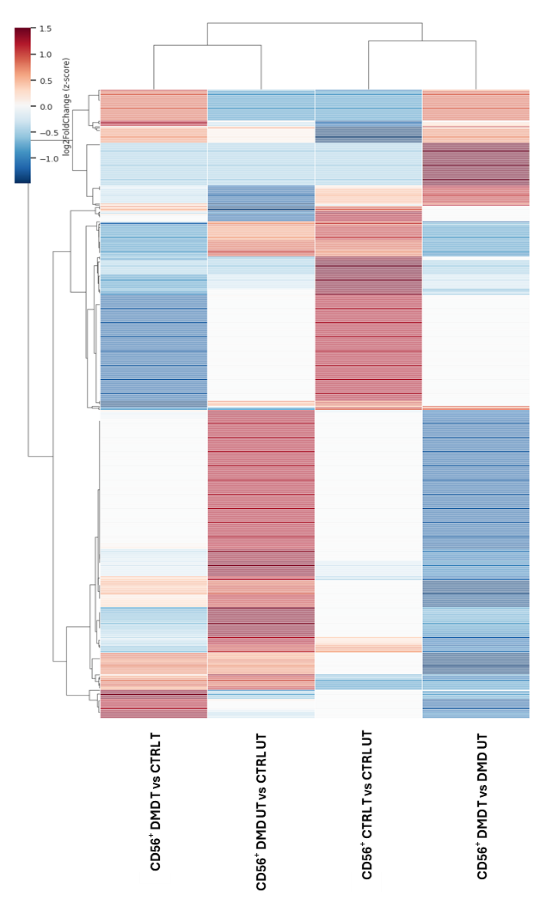 1.5
1.0
0.5
0.0
−0.5
−1.0
log2FoldChange (z-score)
CD56⁺ DMD T vs CTRL T
CD56⁺ DMD UT vs CTRL UT
CD56⁺ CTRL T vs CTRL UT
CD56⁺ DMD T vs DMD UT